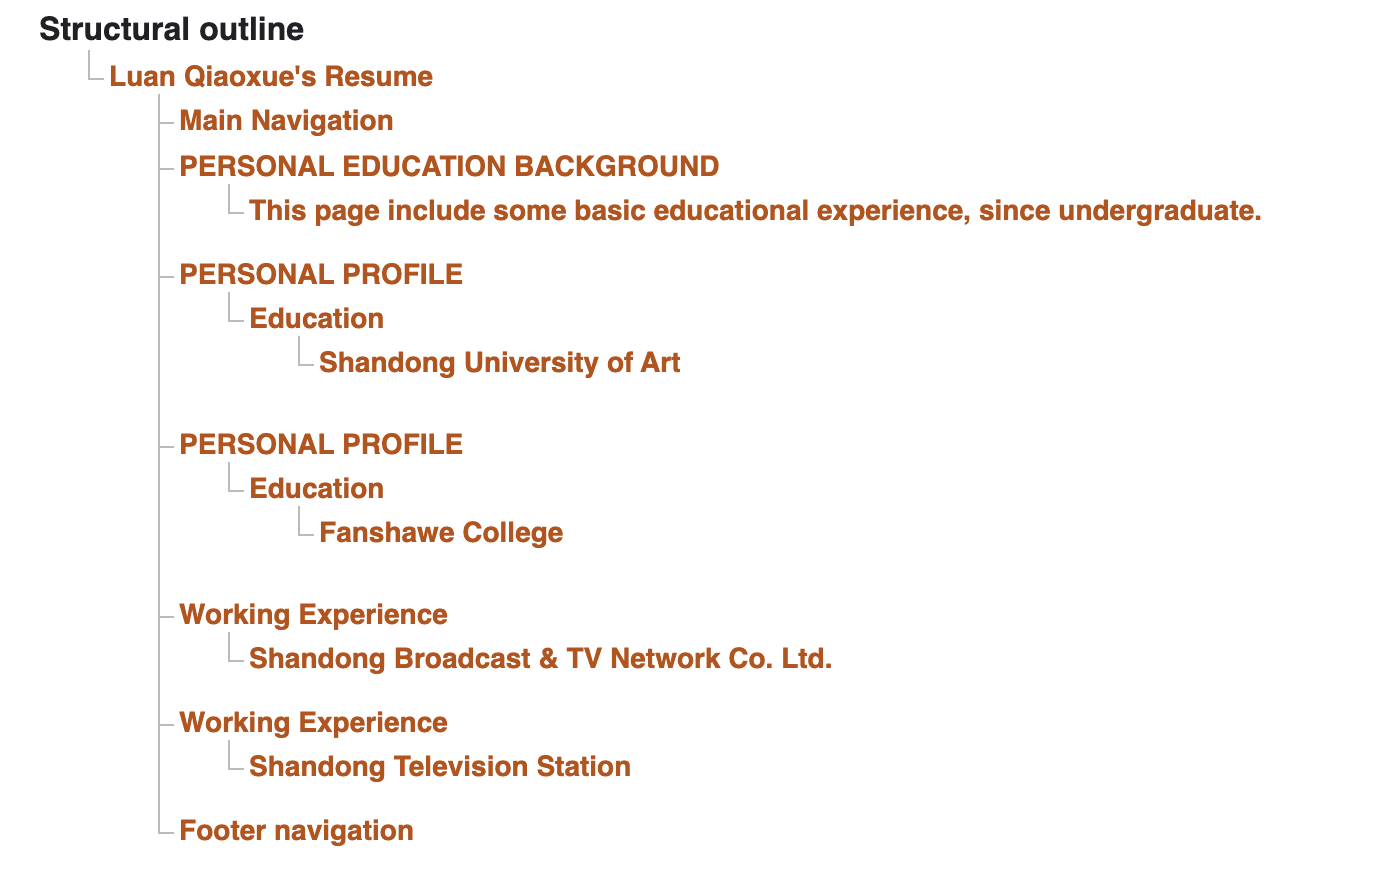 Structural outline
Luan Qiaoxue's Resume
Main Navigation
PERSONAL EDUCATION BACKGROUND
This page include some basic educational experience, since undergraduate.
PERSONAL PROFILE
Education
Shandong University of Art
PERSONAL PROFILE
Education
Fanshawe College
Working Experience
Shandong Broadcast & TV Network Co. Ltd.
Working Experience
Shandong Television Station
Footer navigation